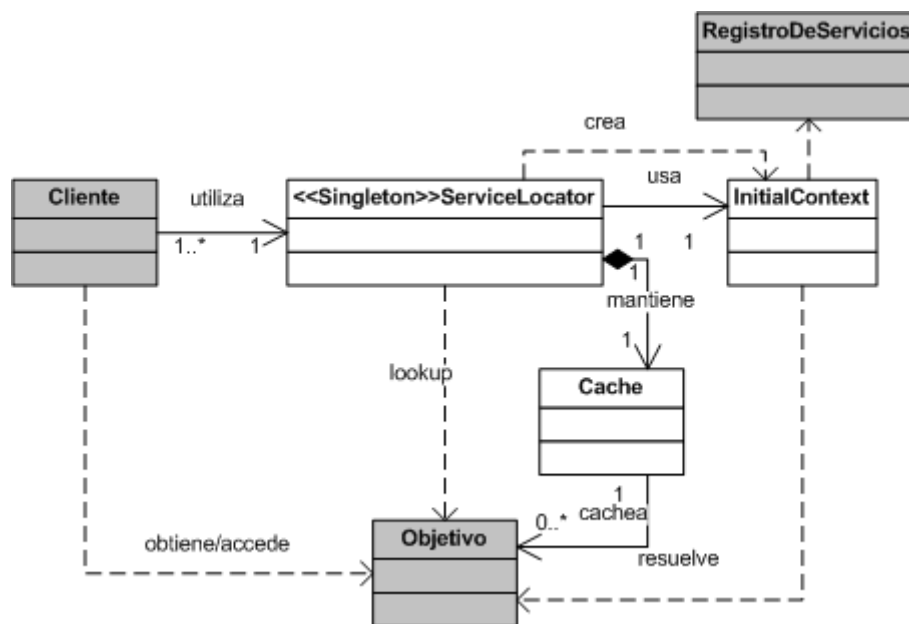 RegistroDeServicios
crea
Cliente
utiliza
<<Singleton>>ServiceLocator
usa
InitialContext
1..*
1
1
1
1
mantiene
1
lookup
Cache
1
cachea
0..*
Objetivo
obtiene/accede
resuelve